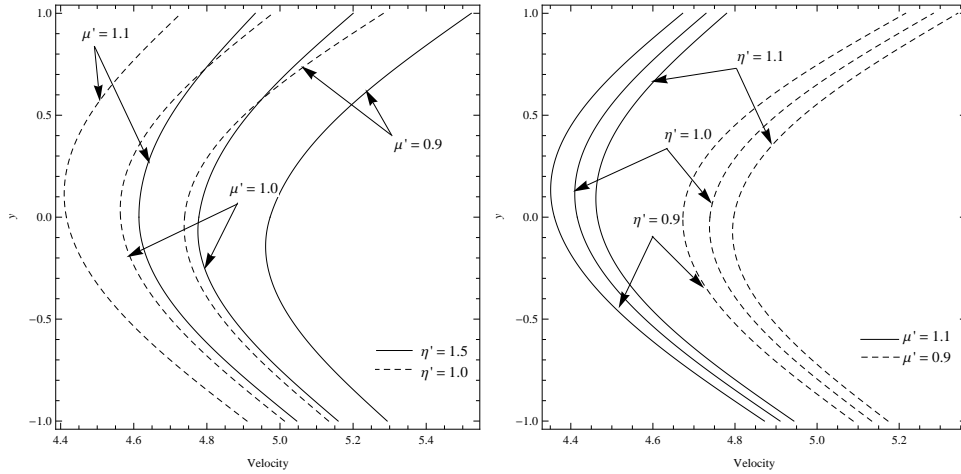 1.0
0.5
0.0
−0.5
−1.0
y
4.4 4.6 4.8 5.0 5.2 5.4
Velocity
μ' = 1.1
μ' = 0.9
μ' = 1.0
η' = 1.5
η' = 1.0
1.0
0.5
0.0
−0.5
−1.0
y
4.4 4.6 4.8 5.0 5.2
Velocity
η' = 1.1
η' = 1.0
η' = 0.9
μ' = 1.1
μ' = 0.9